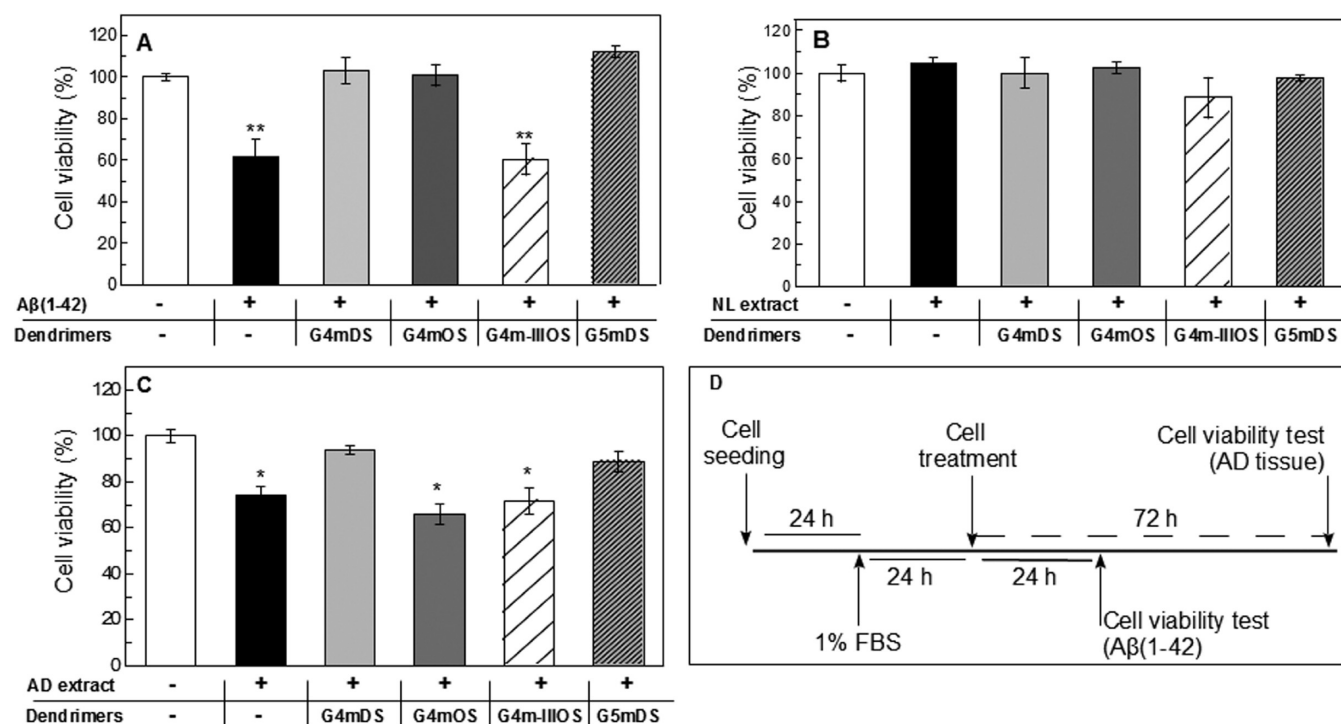 A
Cell viability (%)
120
100
80
60
40
20
0
**
**
Aβ(1-42) - + + + + +
Dendrimers - - G4mDS G4mOS G4m-IIIOS G5mDS
B
Cell viability (%)
120
100
80
60
40
20
0
NL extract - + + + + +
Dendrimers - - G4mDS G4mOS G4m-IIIOS G5mDS
C
Cell viability (%)
120
100
80
60
40
20
0
*
*
*
AD extract - + + + + +
Dendrimers - - G4mDS G4mOS G4m-IIIOS G5mDS
D
Cell
seeding
Cell
treatment
Cell viability test
(AD tissue)
24 h
72 h
24 h
24 h
1% FBS
Cell viability test
(Aβ(1-42)